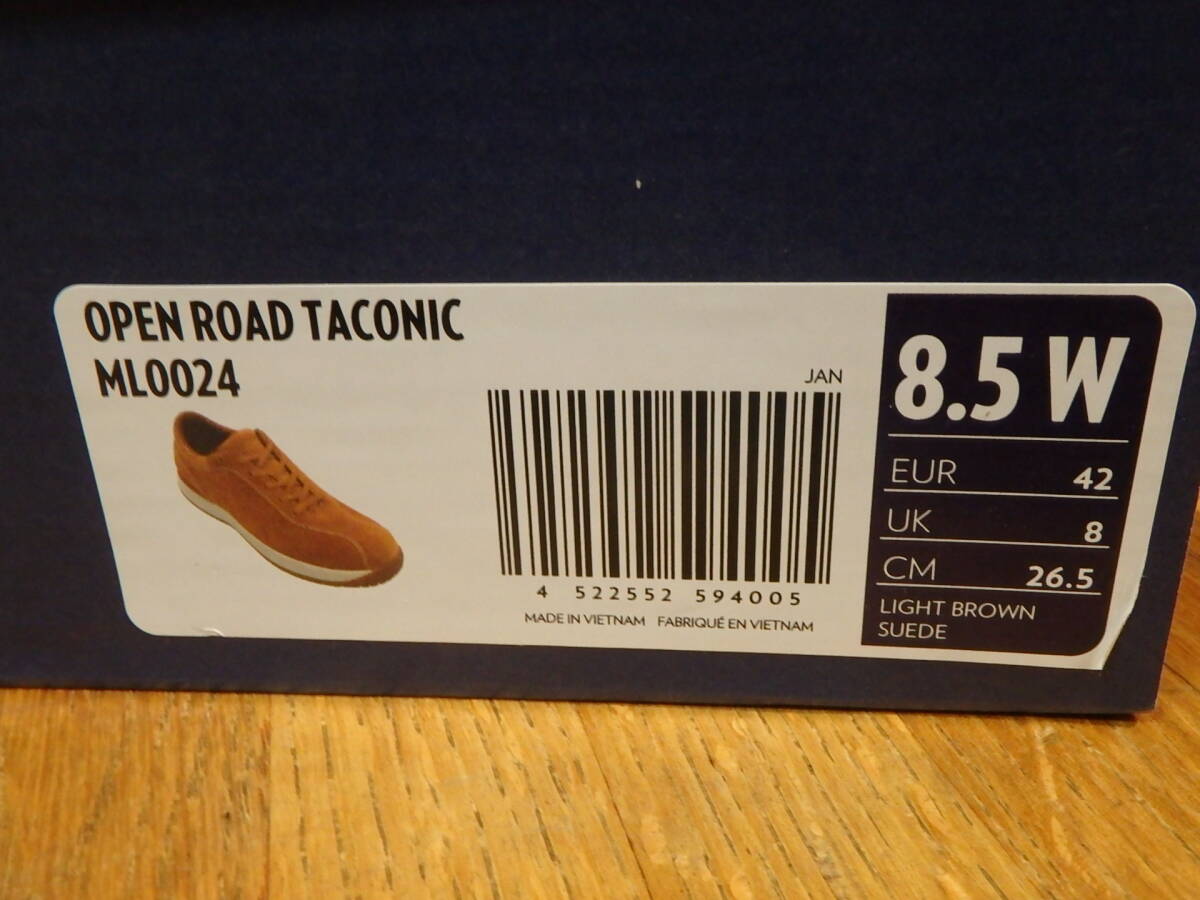 OPEN ROAD TACONIC
ML0024
JAN
4 522552 594005
MADE IN VIETNAM FABRIQUÉ EN VIETNAM
8.5 W
EUR 42
UK 8
CM 26.5
LIGHT BROWN
SUEDE